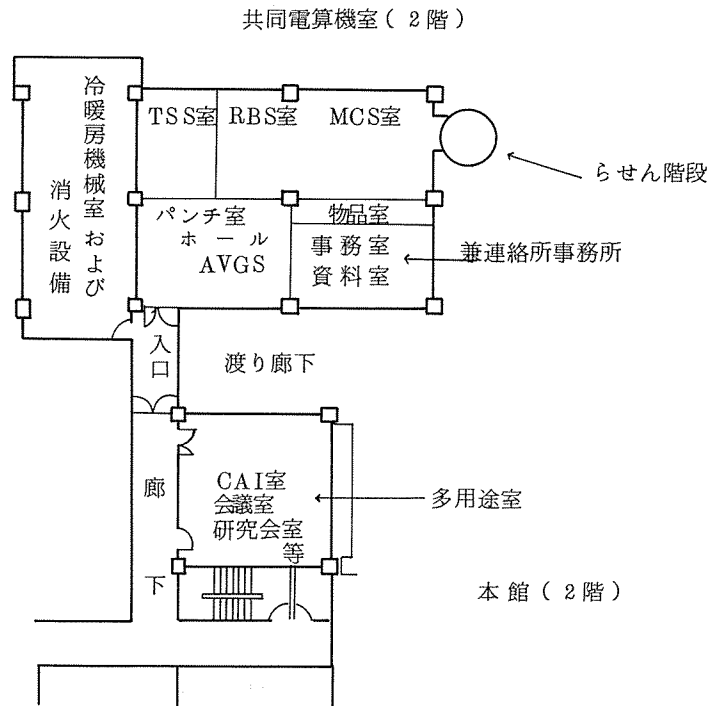 共同電算機室(2階)
冷暖房機械室および
消火設備
TSS室
RBS室
MCS室
らせん階段
パンチ室
ホール
AVGS
物品室
事務室
資料室
兼連絡所事務所
入口
渡り廊下
廊下
CAI室
会議室
研究会室
等
多用途室
本館(2階)